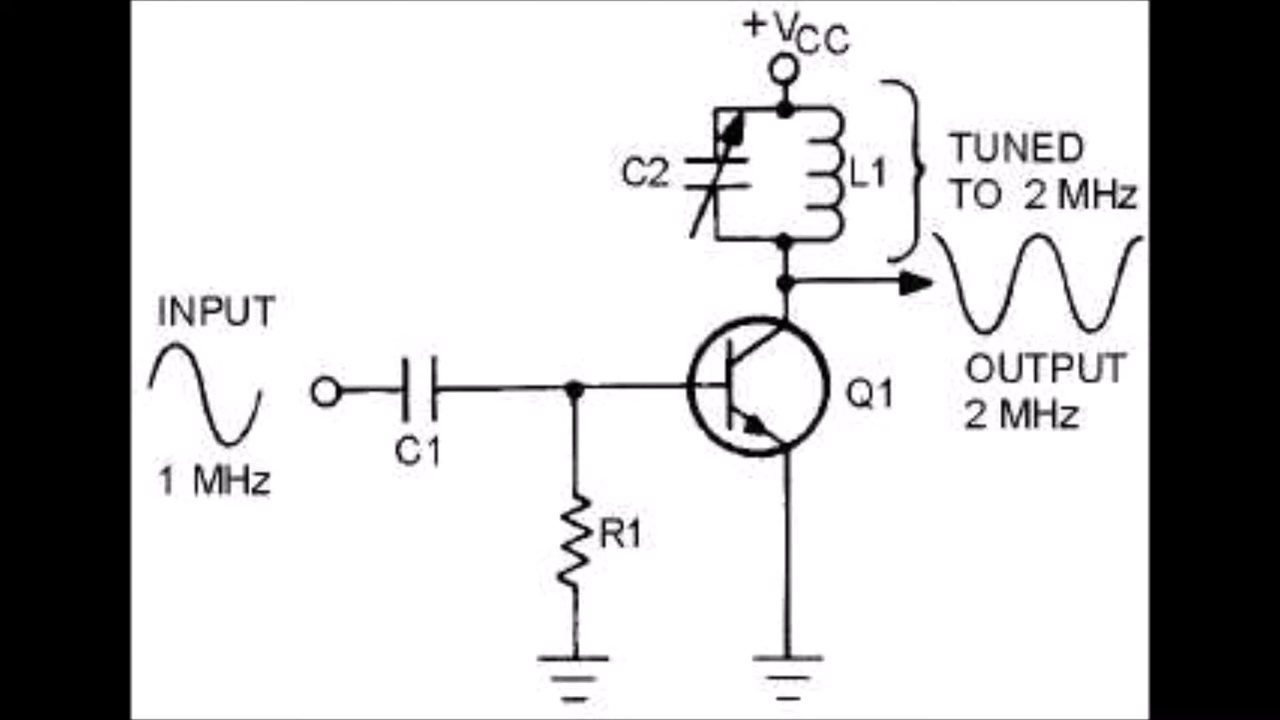 +VCC
C2
L1
TUNED
TO 2 MHz
INPUT
1 MHz
C1
R1
Q1
OUTPUT
2 MHz